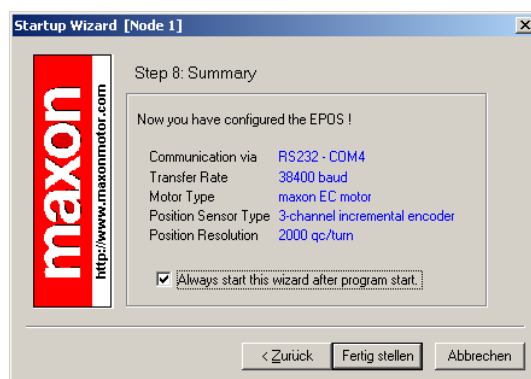 Startup Wizard [Node 1]
maxon
http://www.maxonmotor.com
Step 8: Summary
Now you have configured the EPOS !
Communication via RS232 - COM4
Transfer Rate 38400 baud
Motor Type maxon EC motor
Position Sensor Type 3-channel incremental encoder
Position Resolution 2000 qc/turn
Always start this wizard after program start.
< Zurück Fertig stellen Abbrechen